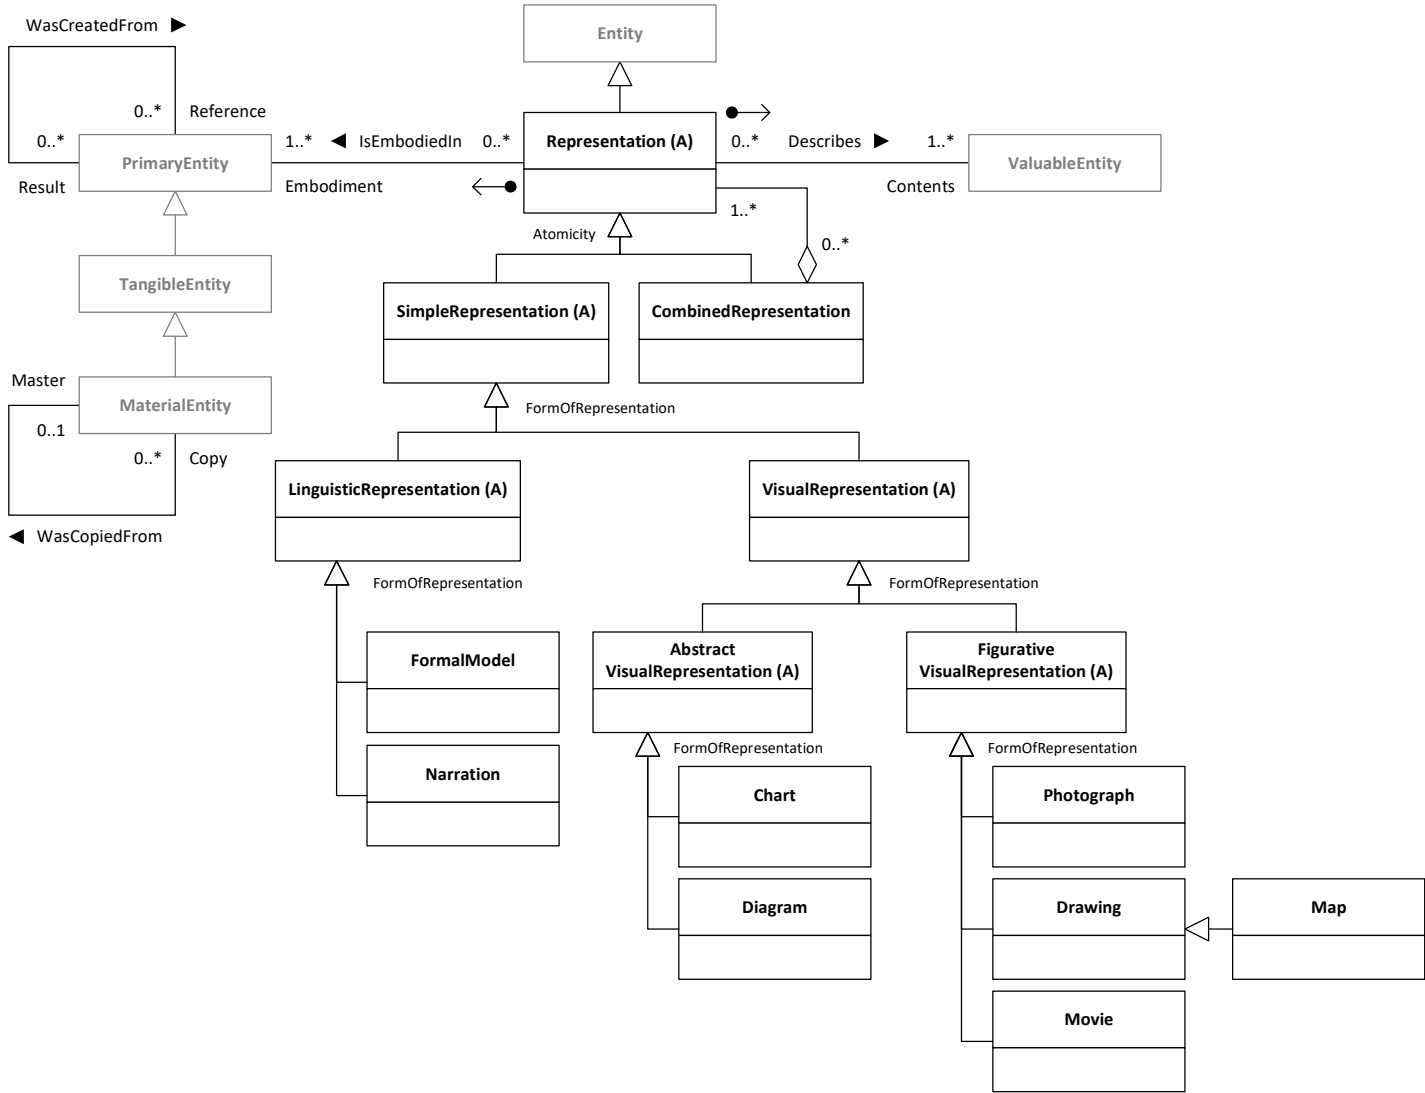 WasCreatedFrom ►
Entity
0..* Reference
0..*
PrimaryEntity
Result
1..* ◄ IsEmbodiedIn 0..*
Embodiment
Representation (A)
0..* Describes ► 1..*
Contents
ValuableEntity
1..*
0..*
Atomicity
TangibleEntity
SimpleRepresentation (A)
CombinedRepresentation
Master
MaterialEntity
0..1
0..* Copy
◄ WasCopiedFrom
FormOfRepresentation
LinguisticRepresentation (A)
VisualRepresentation (A)
FormOfRepresentation
FormOfRepresentation
FormalModel
Narration
Abstract
VisualRepresentation (A)
Figurative
VisualRepresentation (A)
FormOfRepresentation
FormOfRepresentation
Chart
Photograph
Diagram
Drawing
Map
Movie